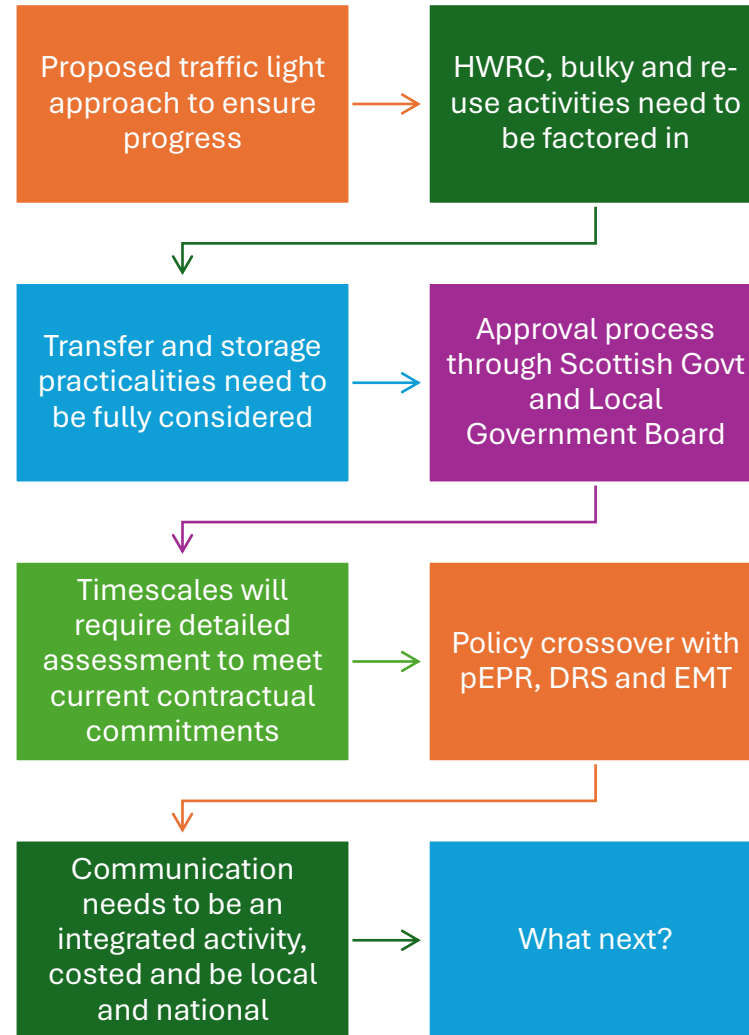 Proposed traffic light
approach to ensure
progress
HWRC, bulky and re-
use activities need to
be factored in
Transfer and storage
practicalities need to
be fully considered
Approval process
through Scottish Govt
and Local
Government Board
Timescales will
require detailed
assessment to meet
current contractual
commitments
Policy crossover with
pEPR, DRS and EMT
Communication
needs to be an
integrated activity,
costed and be local
and national
What next?